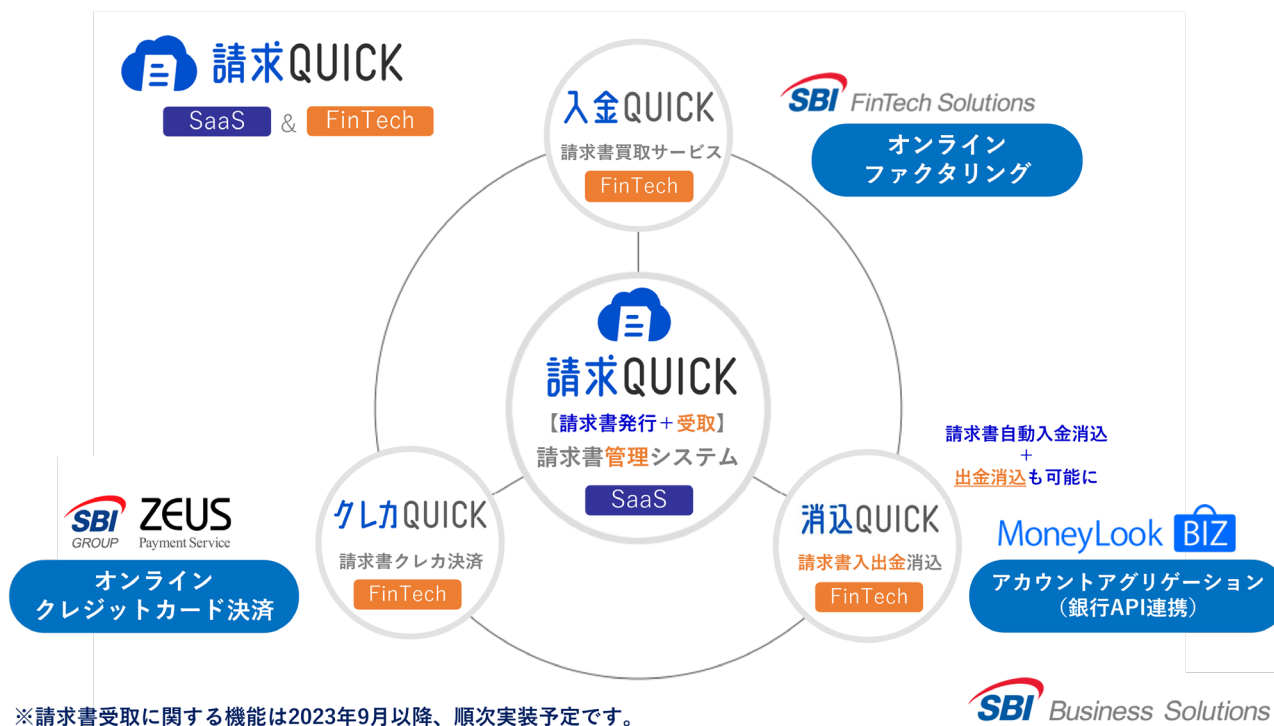 請求QUICK
SaaS & FinTech
入金QUICK
請求書買取サービス
FinTech
SBI FinTech Solutions
オンライン
ファクタリング
請求QUICK
【請求書発行＋受取】
請求書管理システム
SaaS
請求書自動入金消込
+
出金消込も可能に
SBI GROUP
ZEUS
Payment Service
オンライン
クレジットカード決済
クレカQUICK
請求書クレカ決済
FinTech
消込QUICK
請求書入出金消込
FinTech
MoneyLook BIZ
アカウントアグリゲーション
（銀行API連携）
※請求書受取に関する機能は2023年9月以降、順次実装予定です。
SBI Business Solutions